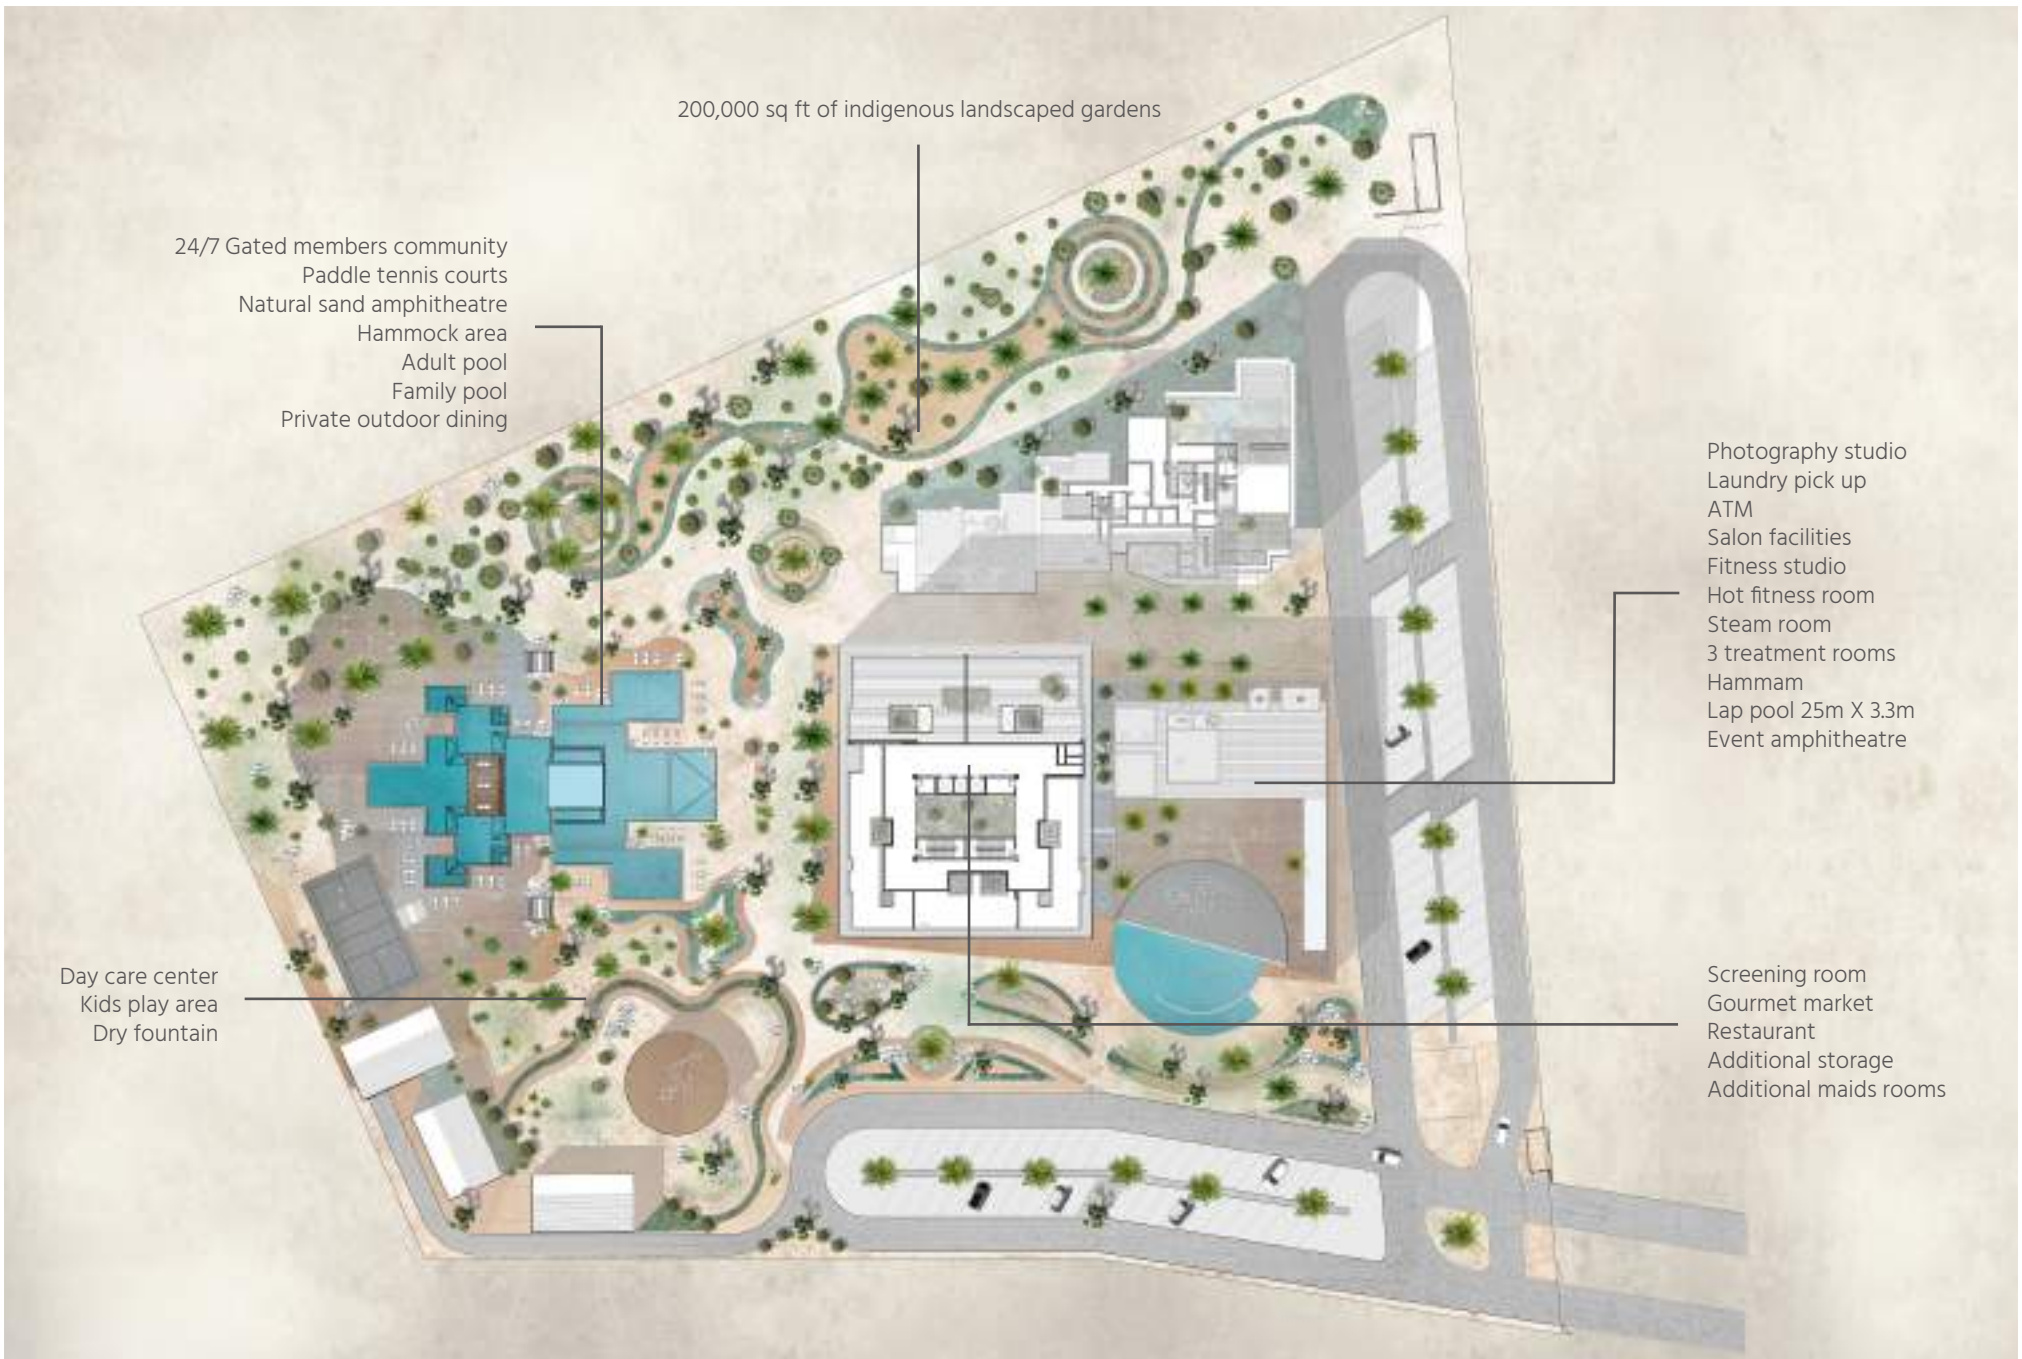 200,000 sq ft of indigenous landscaped gardens
24/7 Gated members community
Paddle tennis courts
Natural sand amphitheatre
Hammock area
Adult pool
Family pool
Private outdoor dining
Photography studio
Laundry pick up
ATM
Salon facilities
Fitness studio
Hot fitness room
Steam room
3 treatment rooms
Hammam
Lap pool 25m X 3.3m
Event amphitheatre
Day care center
Kids play area
Dry fountain
Screening room
Gourmet market
Restaurant
Additional storage
Additional maids rooms